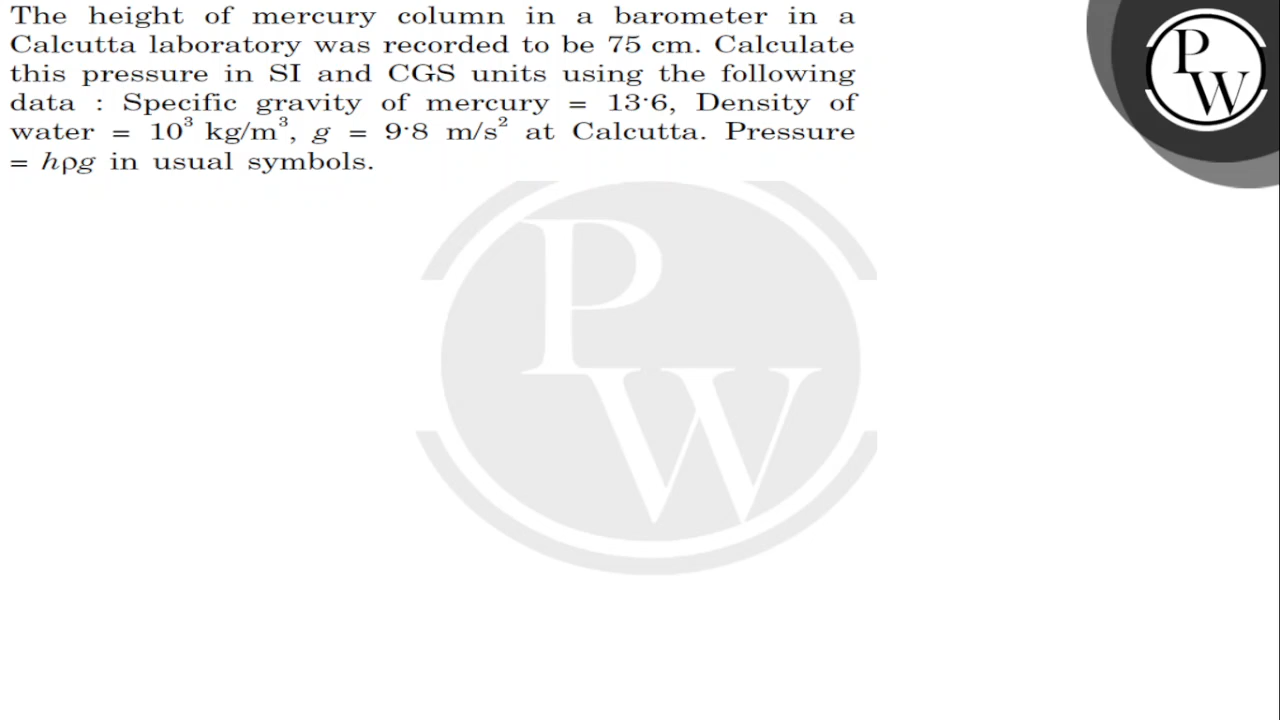 The height of mercury column in a barometer in a
Calcutta laboratory was recorded to be 75 cm. Calculate
this pressure in SI and CGS units using the following
data : Specific gravity of mercury = 13·6, Density of
water = 10³ kg/m³, g = 9·8 m/s² at Calcutta. Pressure
= hρg in usual symbols.
PW
PW